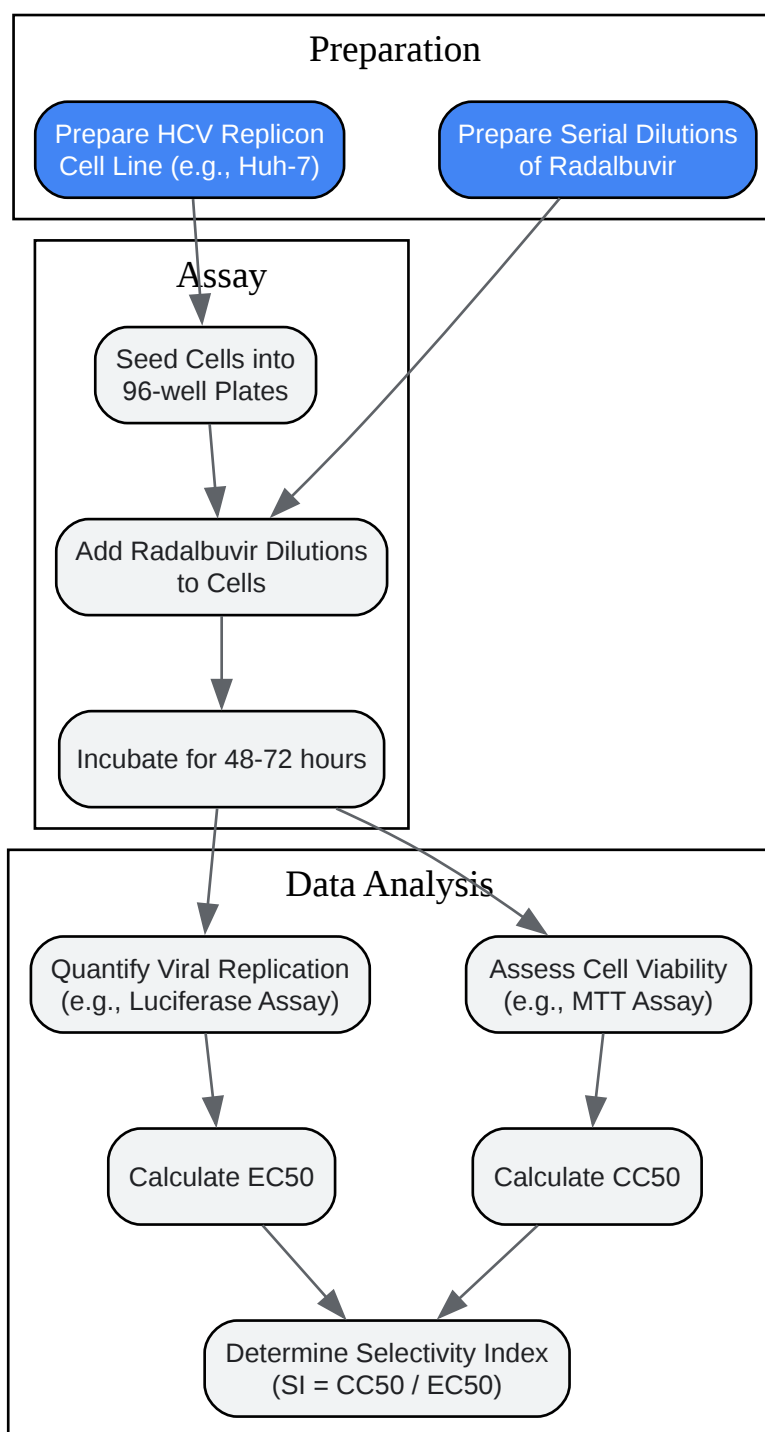 Preparation
Prepare HCV Replicon
Cell Line (e.g., Huh-7)
Prepare Serial Dilutions
of Radalbuvir
Assay
Seed Cells into
96-well Plates
Add Radalbuvir Dilutions
to Cells
Incubate for 48-72 hours
Data Analysis
Quantify Viral Replication
(e.g., Luciferase Assay)
Assess Cell Viability
(e.g., MTT Assay)
Calculate EC50
Calculate CC50
Determine Selectivity Index
(SI = CC50 / EC50)